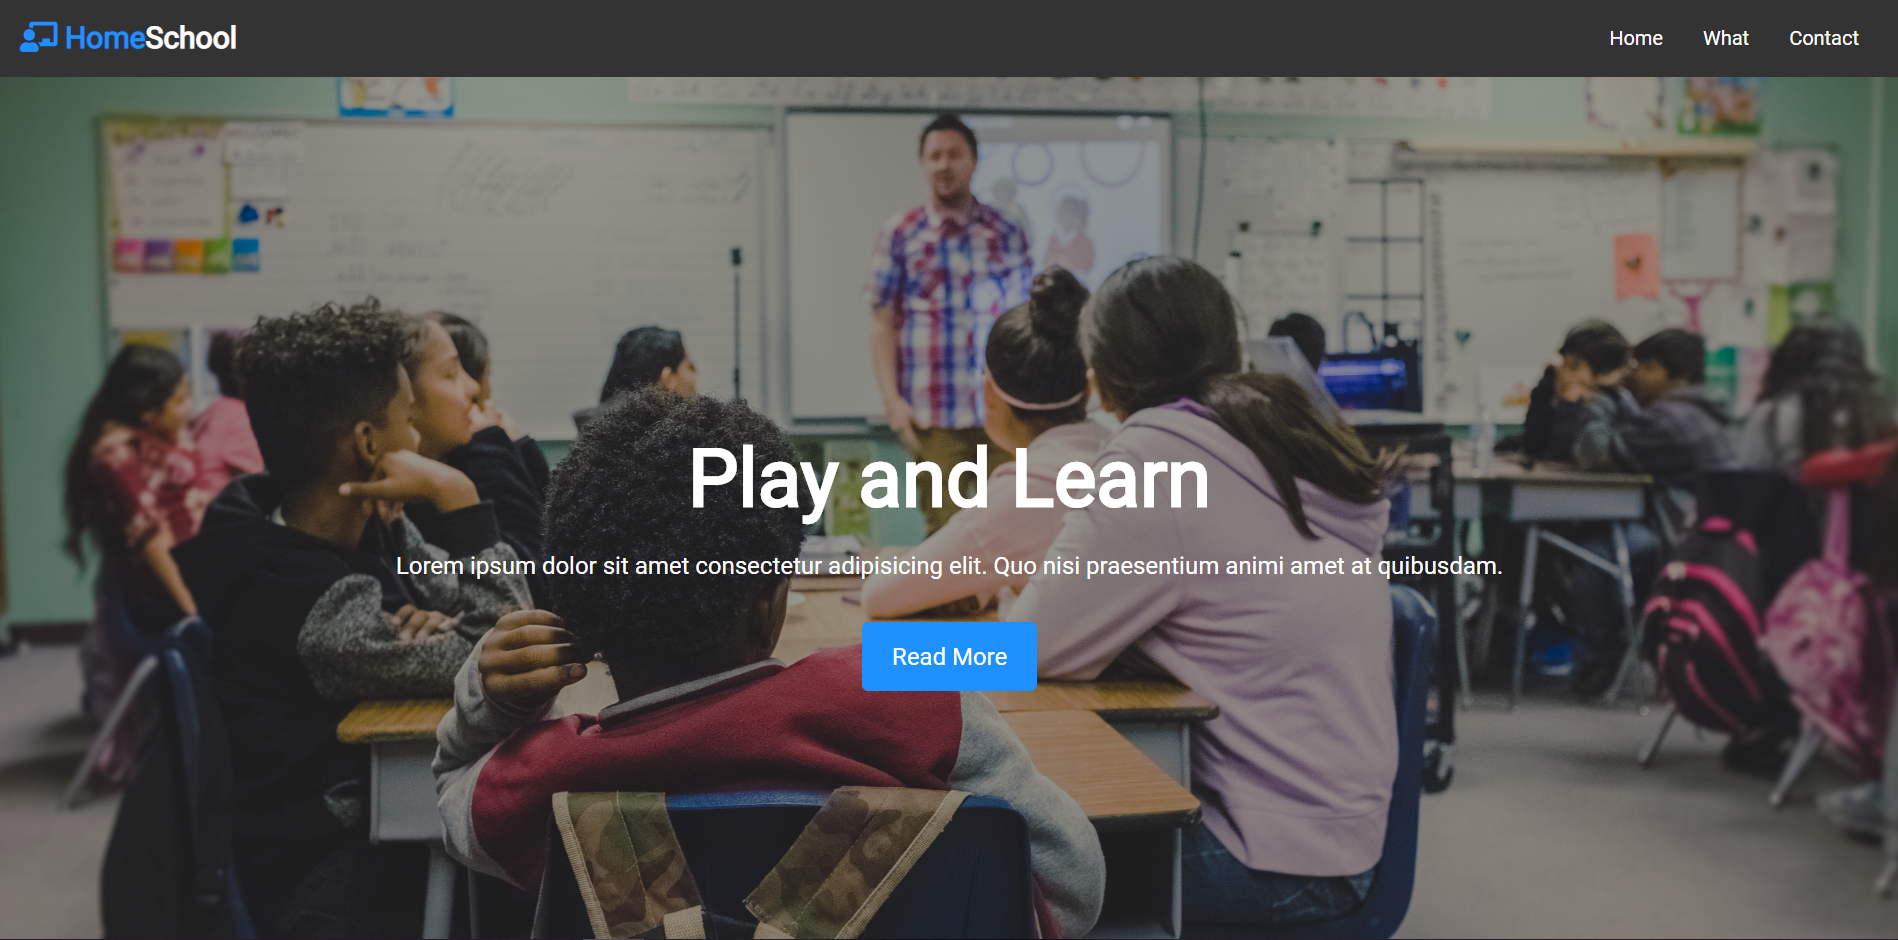 HomeSchool
Home What Contact
Play and Learn
Lorem ipsum dolor sit amet consectetur adipisicing elit. Quo nisi praesentium animi amet at quibusdam.
Read More